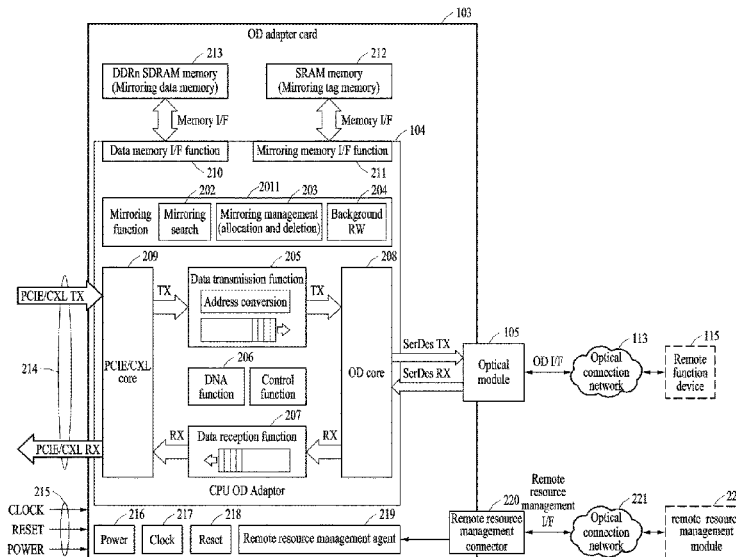 103
OD adapter card
213
212
DDRn SDRAM memory
(Mirroring data memory)
SRAM memory
(Mirroring tag memory)
Memory I/F
Memory I/F
104
Data memory I/F function
Mirroring memory I/F function
210
211
202
2011
203
204
Mirroring
function
Mirroring
search
Mirroring management
(allocation and deletion)
Background
RW
209
205
208
PCIE/CXL TX
TX
Data transmission function
TX
Address conversion
214
PCIE/CXL
core
206
DNA
function
Control
function
OD core
SerDes TX
SerDes RX
105
Optical
module
OD I/F
113
Optical
connection
network
115
Remote
function
device
207
PCIE/CXL RX
RX
Data reception function
RX
CPU OD Adaptor
215
CLOCK
RESET
POWER
216
217
218
219
Power
Clock
Reset
Remote resource management agent
220
Remote resource
management
connector
Remote
resource
management
I/F
221
Optical
connection
network
remote resource
management
module